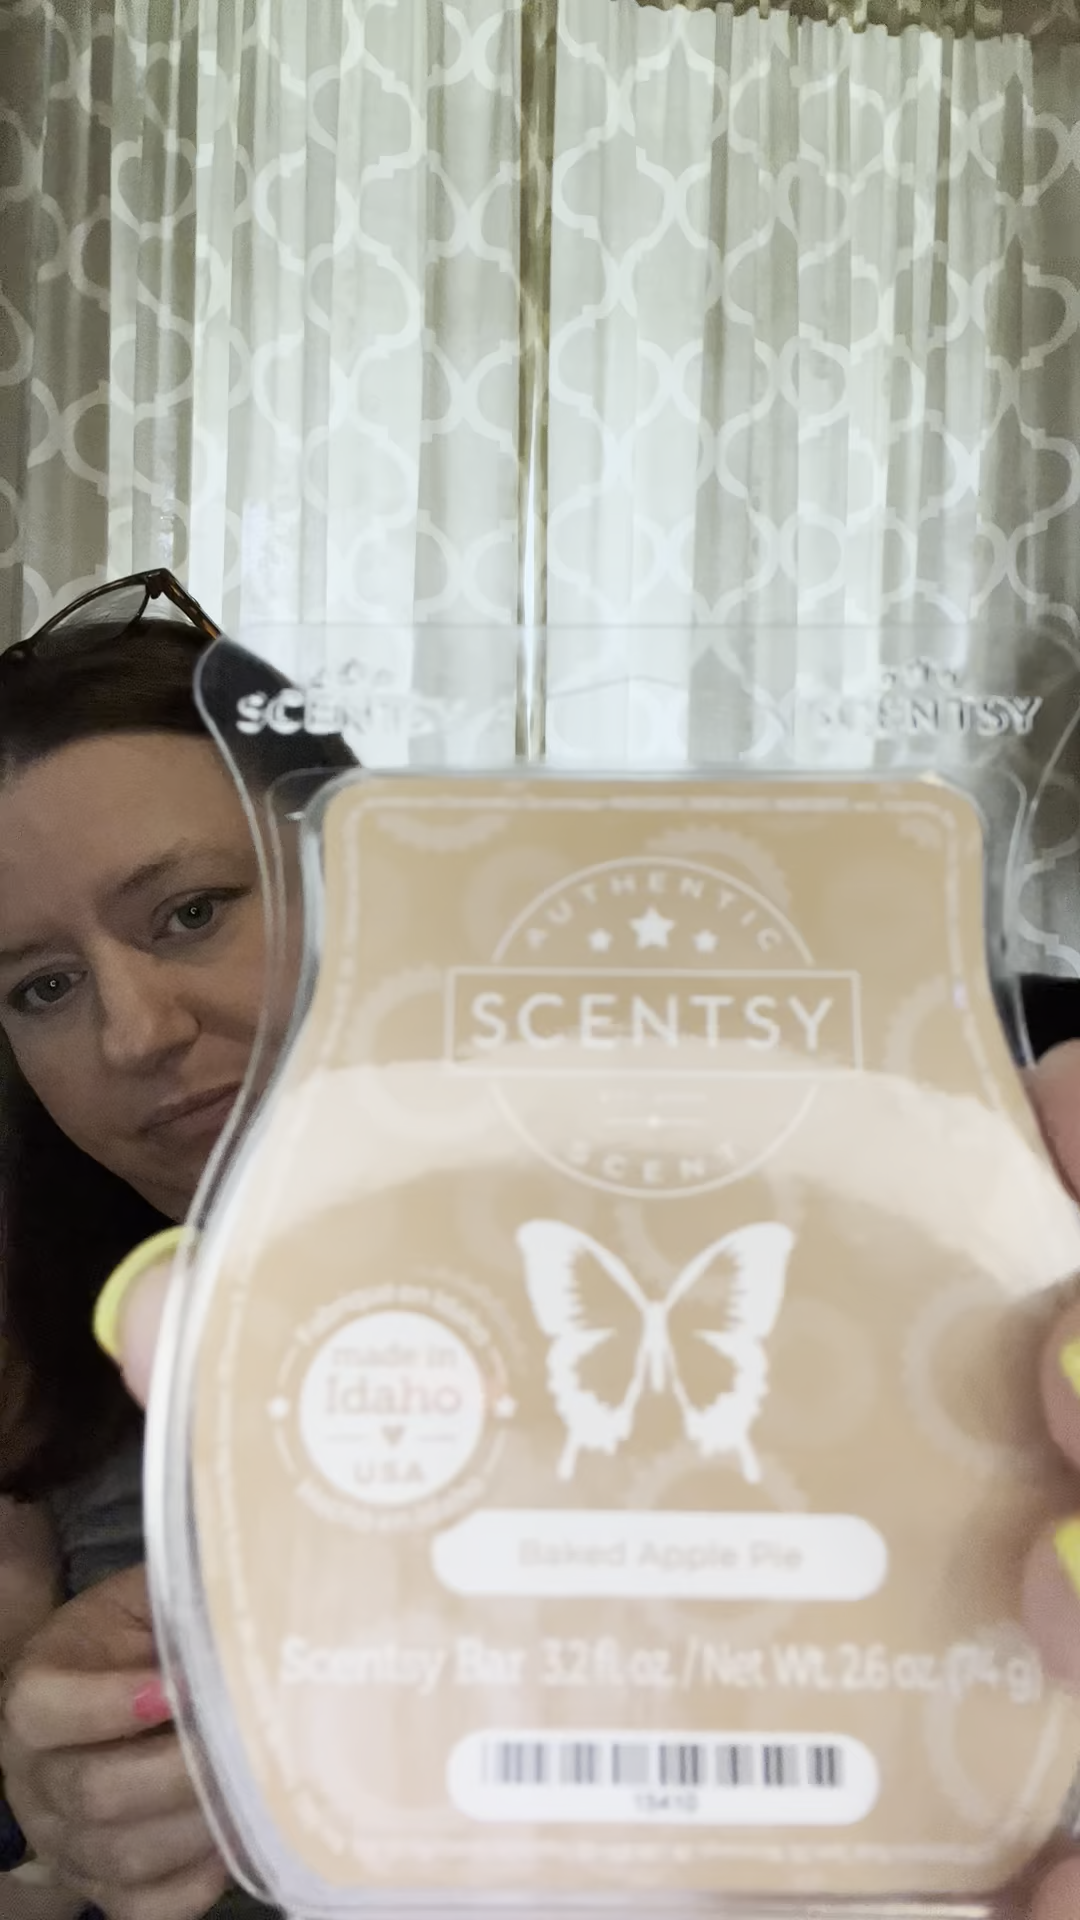 SCENTSY SCENTSY
AUTHENTIC
SCENTSY
SCENT
made in
Idaho
USA
Baked Apple Pie
Scentsy Bar 3.2 fl. oz. / Net Wt. 2.6 oz. (74 g)
15410